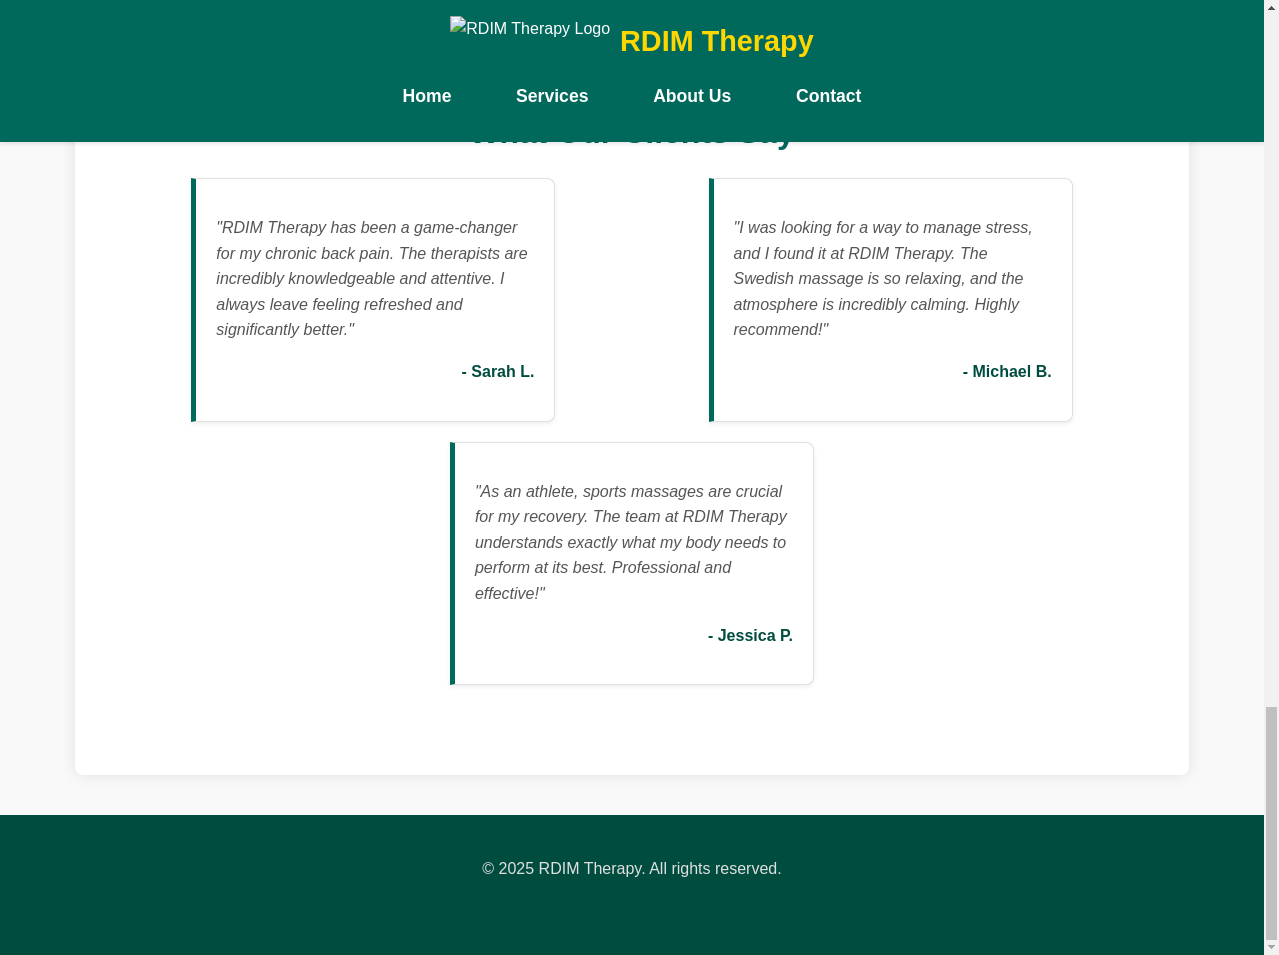 RDIM Therapy Logo
RDIM Therapy
Home Services About Us Contact
What Our Clients Say
"RDIM Therapy has been a game-changer
for my chronic back pain. The therapists are
incredibly knowledgeable and attentive. I
always leave feeling refreshed and
significantly better."
- Sarah L.
"I was looking for a way to manage stress,
and I found it at RDIM Therapy. The
Swedish massage is so relaxing, and the
atmosphere is incredibly calming. Highly
recommend!"
- Michael B.
"As an athlete, sports massages are crucial
for my recovery. The team at RDIM Therapy
understands exactly what my body needs to
perform at its best. Professional and
effective!"
- Jessica P.
© 2025 RDIM Therapy. All rights reserved.